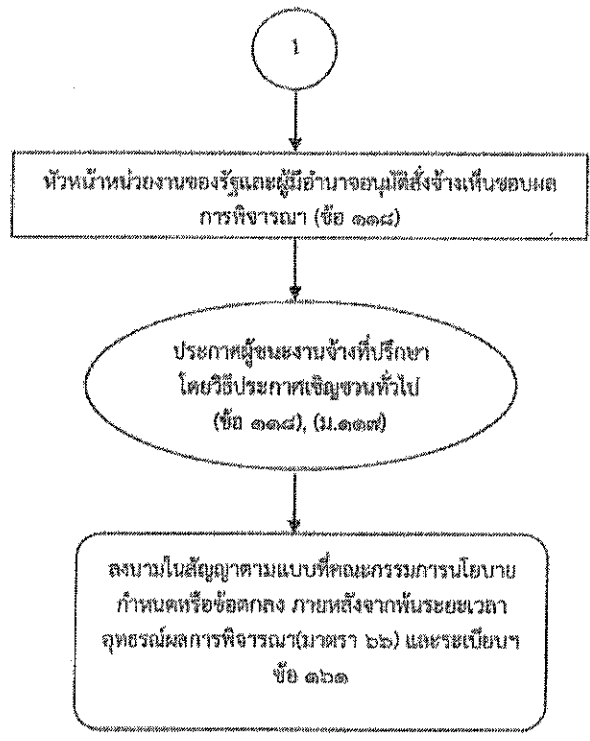 1
หัวหน้าหน่วยงานของรัฐและผู้มีอำนาจอนุมัติสั่งจ้างเห็นชอบผล
การพิจารณา (ข้อ ๑๑๘)
ประกาศผู้ชนะงานจ้างที่ปรึกษา
โดยวิธีประกาศเชิญชวนทั่วไป
(ข้อ ๑๑๘), (ม.๑๑๗)
ลงนามในสัญญาตามแบบที่คณะกรรมการนโยบาย
กำหนดหรือข้อตกลง ภายหลังจากพ้นระยะเวลา
อุทธรณ์ผลการพิจารณา(มาตรา ๖๖) และระเบียบฯ
ข้อ ๑๖๑